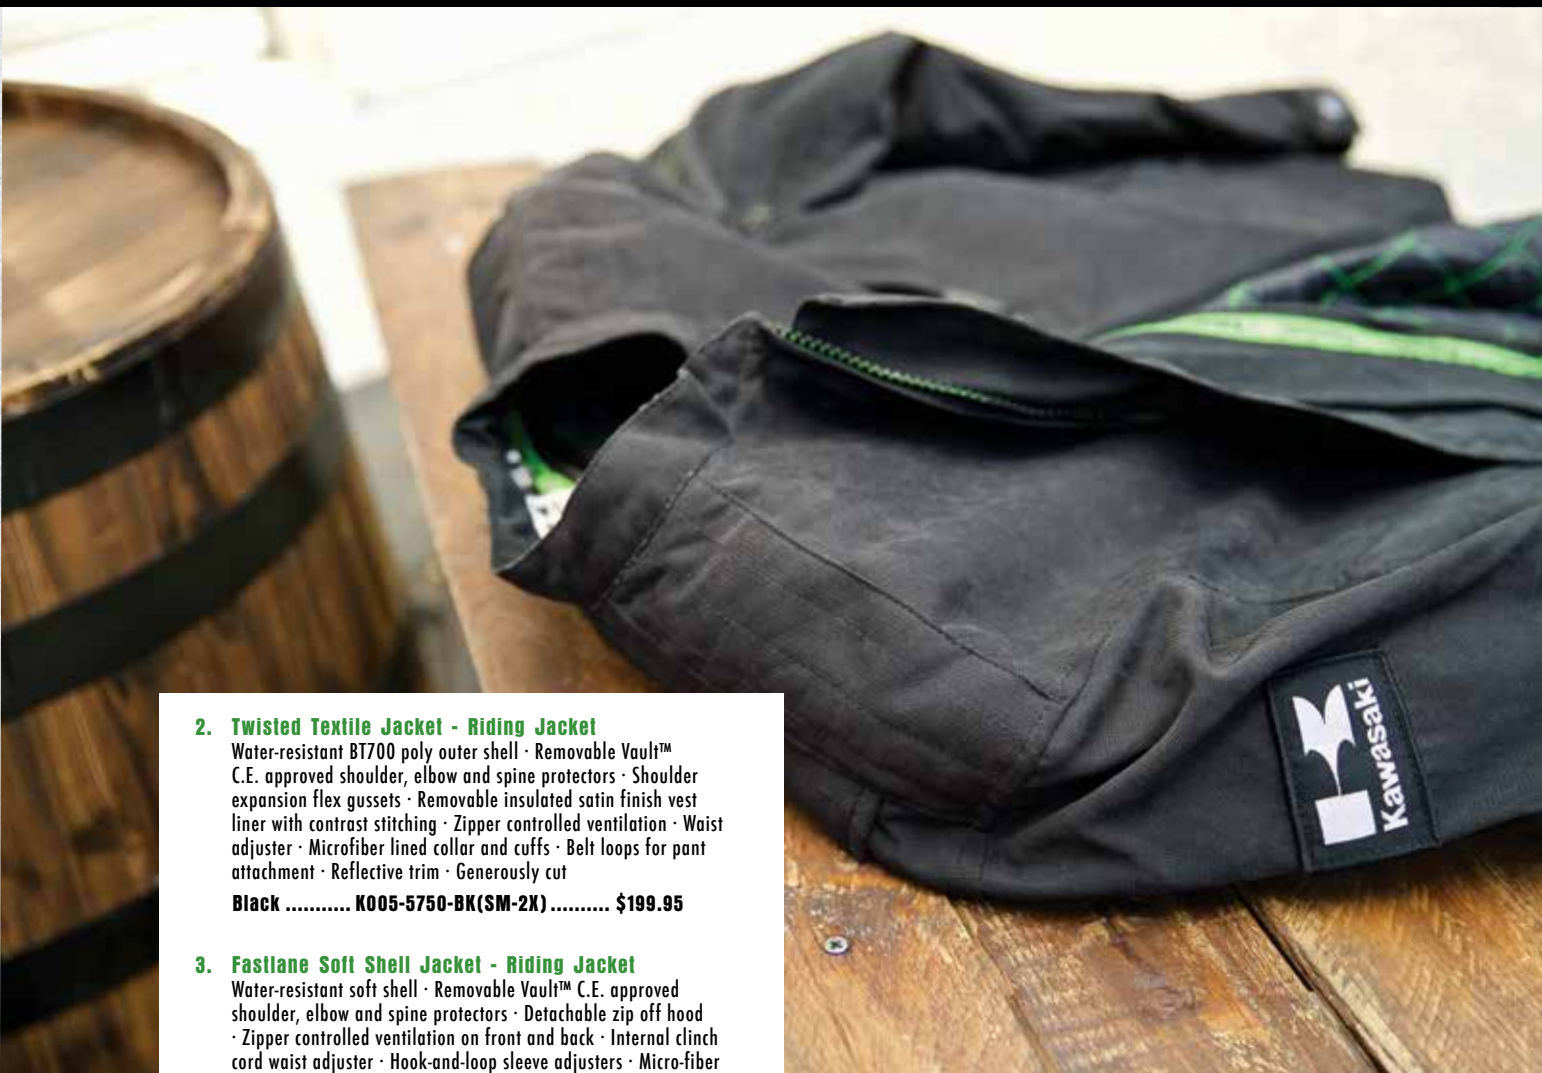 Kawasaki
2. Twisted Textile Jacket - Riding Jacket
Water-resistant BT700 poly outer shell · Removable Vault™
C.E. approved shoulder, elbow and spine protectors · Shoulder
expansion flex gussets · Removable insulated satin finish vest
liner with contrast stitching · Zipper controlled ventilation · Waist
adjuster · Microfiber lined collar and cuffs · Belt loops for pant
attachment · Reflective trim · Generously cut
Black ........... K005-5750-BK(SM-2X) .......... $199.95
3. Fastlane Soft Shell Jacket - Riding Jacket
Water-resistant soft shell · Removable Vault™ C.E. approved
shoulder, elbow and spine protectors · Detachable zip off hood
· Zipper controlled ventilation on front and back · Internal clinch
cord waist adjuster · Hook-and-loop sleeve adjusters · Micro-fiber